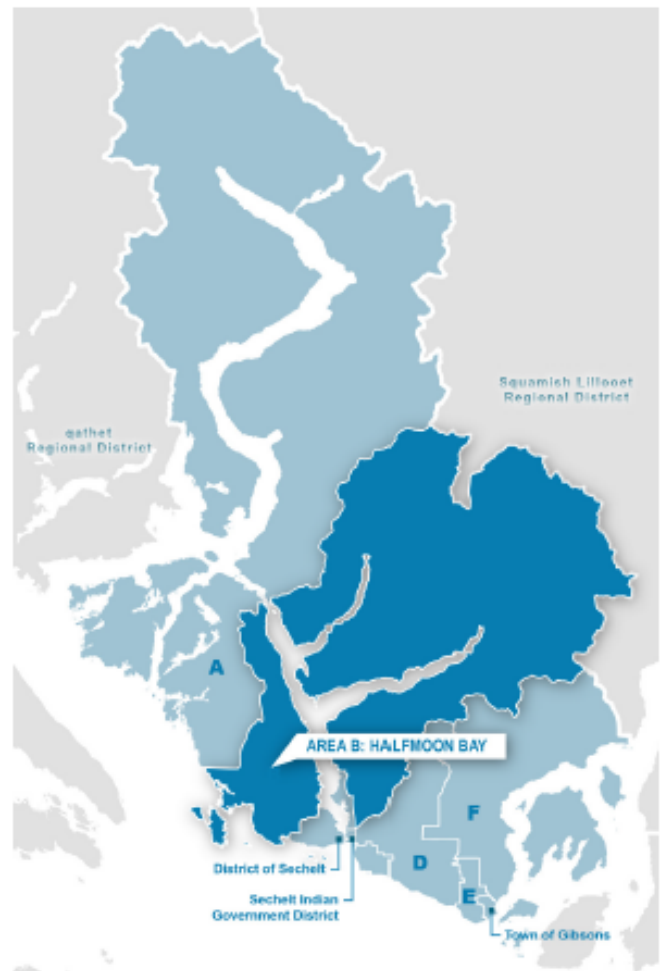 Squamish Lillooet
Regional District
qathet
Regional District
A
AREA B: HALFMOON BAY
F
D
District of Sechelt
E
Sechelt Indian
Government District
Town of Gibsons